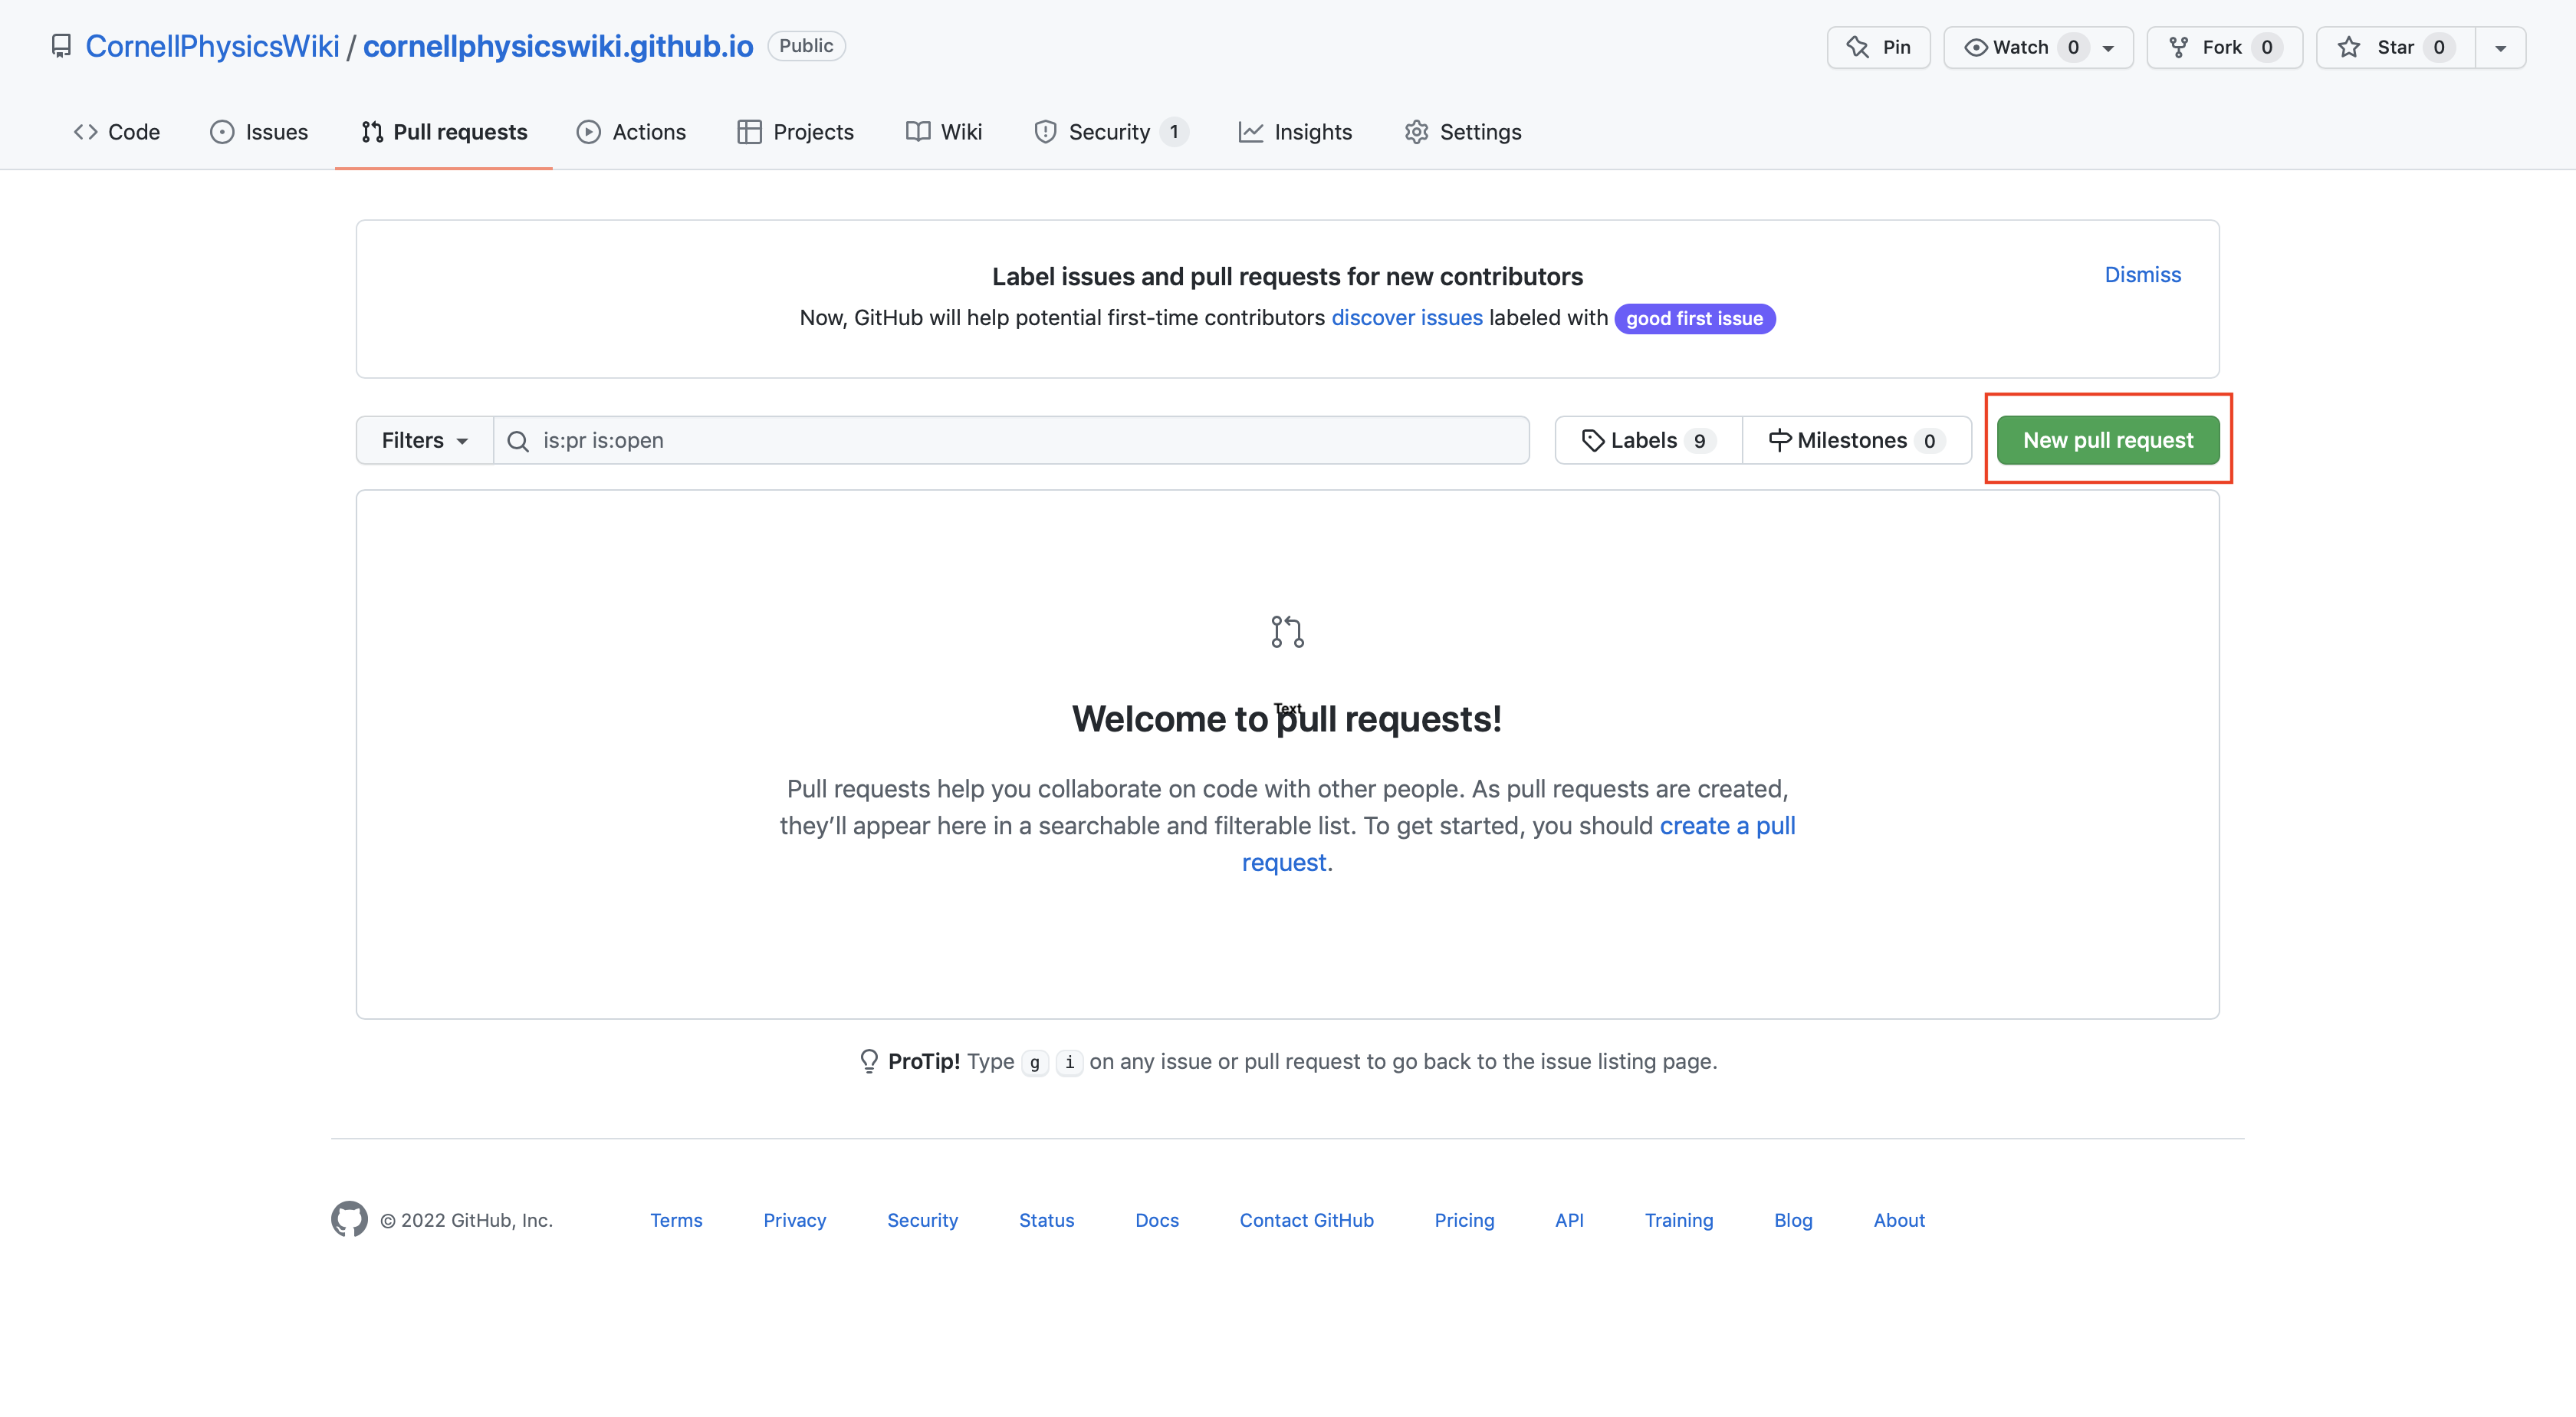 CornellPhysicsWiki / cornellphysicswiki.github.io Public Pin Watch 0 Fork 0 Star 0
Code Issues Pull requests Actions Projects Wiki Security 1 Insights Settings
Label issues and pull requests for new contributors
Dismiss
Now, GitHub will help potential first-time contributors discover issues labeled with good first issue
Filters is:pr is:open Labels 9 Milestones 0 New pull request
Text
Welcome to pull requests!
Pull requests help you collaborate on code with other people. As pull requests are created,
they’ll appear here in a searchable and filterable list. To get started, you should create a pull
request.
ProTip! Type g i on any issue or pull request to go back to the issue listing page.
© 2022 GitHub, Inc. Terms Privacy Security Status Docs Contact GitHub Pricing API Training Blog About